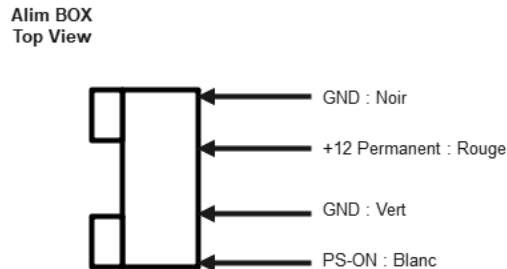 Alim BOX
Top View
GND : Noir
+12 Permanent : Rouge
GND : Vert
PS-ON : Blanc